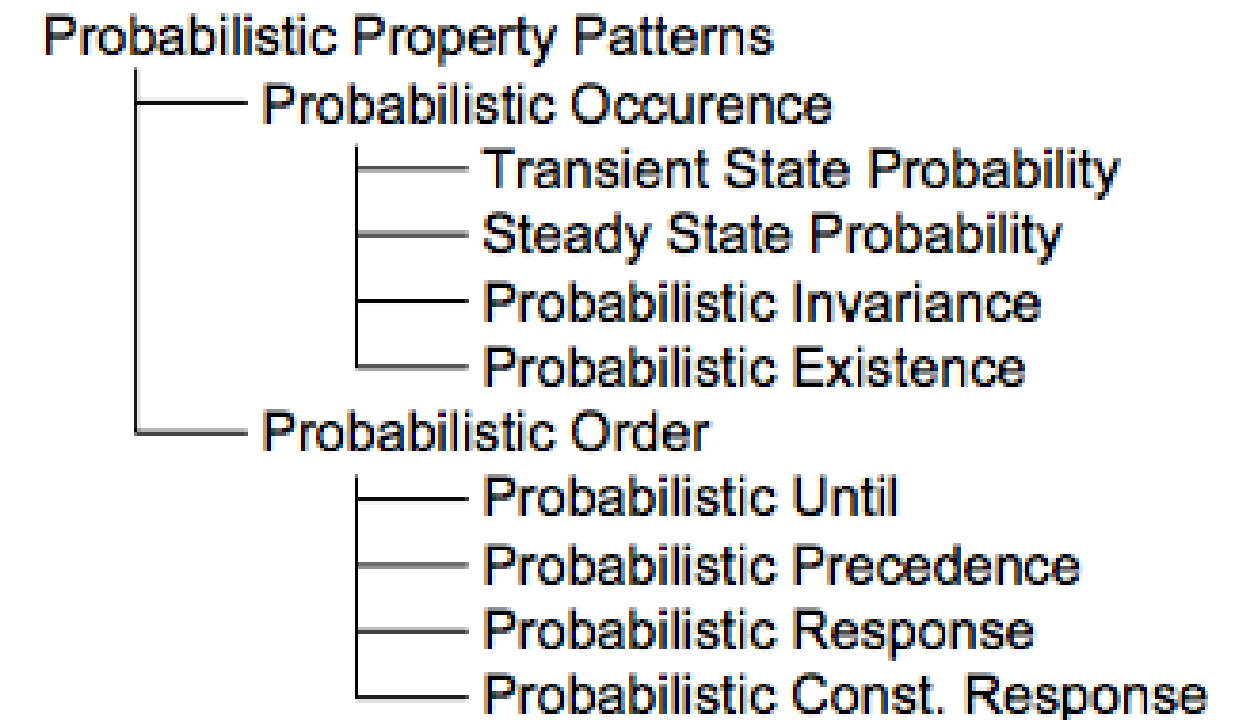 Probabilistic Property Patterns
Probabilistic Occurence
Transient State Probability
Steady State Probability
Probabilistic Invariance
Probabilistic Existence
Probabilistic Order
Probabilistic Until
Probabilistic Precedence
Probabilistic Response
Probabilistic Const. Response